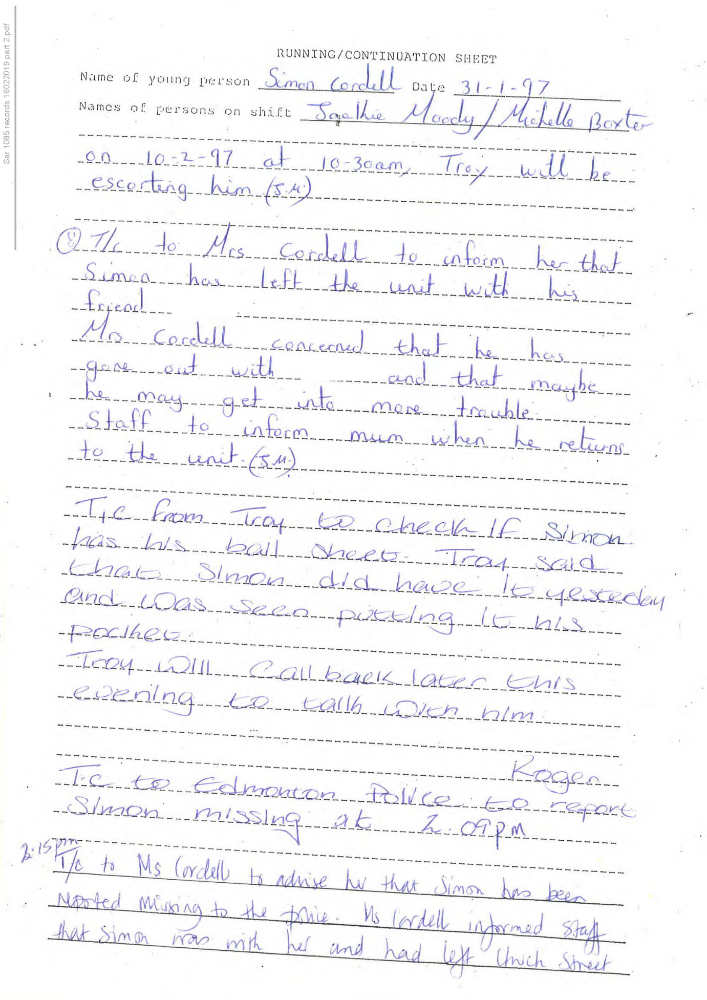 Sar 1085 records 16022019 part 2.pdf
RUNNING/CONTINUATION SHEET
Name of young person Simon Cordell Date 31-1-97
Names of persons on shift Moody / Michelle Boxter
on 10-2-97 at 10-30am, Troy will be
escorting him (J.M.)
⑧ T/c to Mrs Cordell to inform her that
Simon has left the unit with his
friend
Mrs Cordell concerned that he has
gone out with and that maybe
he may get into more trouble.
Staff to inform mum when he returns
to the unit. (J.M.)
T,C from Troy to check if Simon
has his bail sheet. Troy said
that Simon did have it yesteday
and was seen putting it his
pocket.
Troy will call back later this
evening to talk with him.
Roger
T.C to Edmonton Police to report
Simon missing at 2.09pm
2.15pm
T/c to Ms Cordell to advise her that Simon has been
reported missing to the police. Ms Cordell informed staff
that Simon was with her and had left Church Street